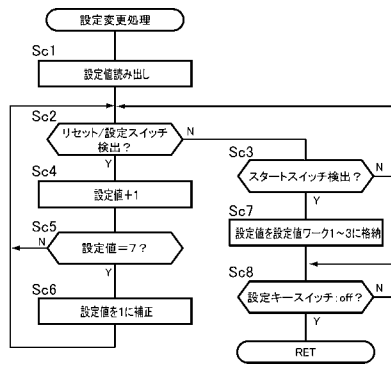 設定変更処理
Sc1
設定値読み出し
Sc2
リセット/設定スイッチ
検出?
N
Y
Sc3
スタートスイッチ検出?
N
Y
Sc4
設定値+1
Sc5
設定値=7?
N
Y
Sc6
設定値を1に補正
Sc7
設定値を設定値ワーク1~3に格納
Sc8
設定キースイッチ:off?
N
Y
RET